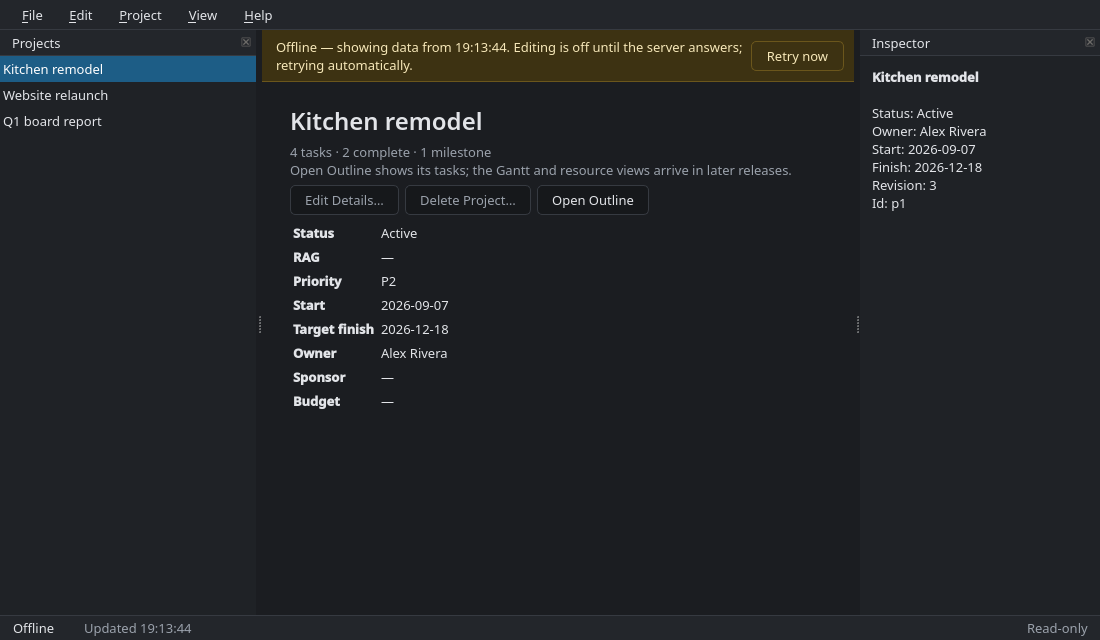 File Edit Project View Help
Projects
Kitchen remodel
Website relaunch
Q1 board report
Offline — showing data from 19:13:44. Editing is off until the server answers;
retrying automatically.
Retry now
Kitchen remodel
4 tasks · 2 complete · 1 milestone
Open Outline shows its tasks; the Gantt and resource views arrive in later releases.
Edit Details... Delete Project... Open Outline
Status Active
RAG —
Priority P2
Start 2026-09-07
Target finish 2026-12-18
Owner Alex Rivera
Sponsor —
Budget —
Inspector
Kitchen remodel
Status: Active
Owner: Alex Rivera
Start: 2026-09-07
Finish: 2026-12-18
Revision: 3
Id: p1
Offline Updated 19:13:44 Read-only